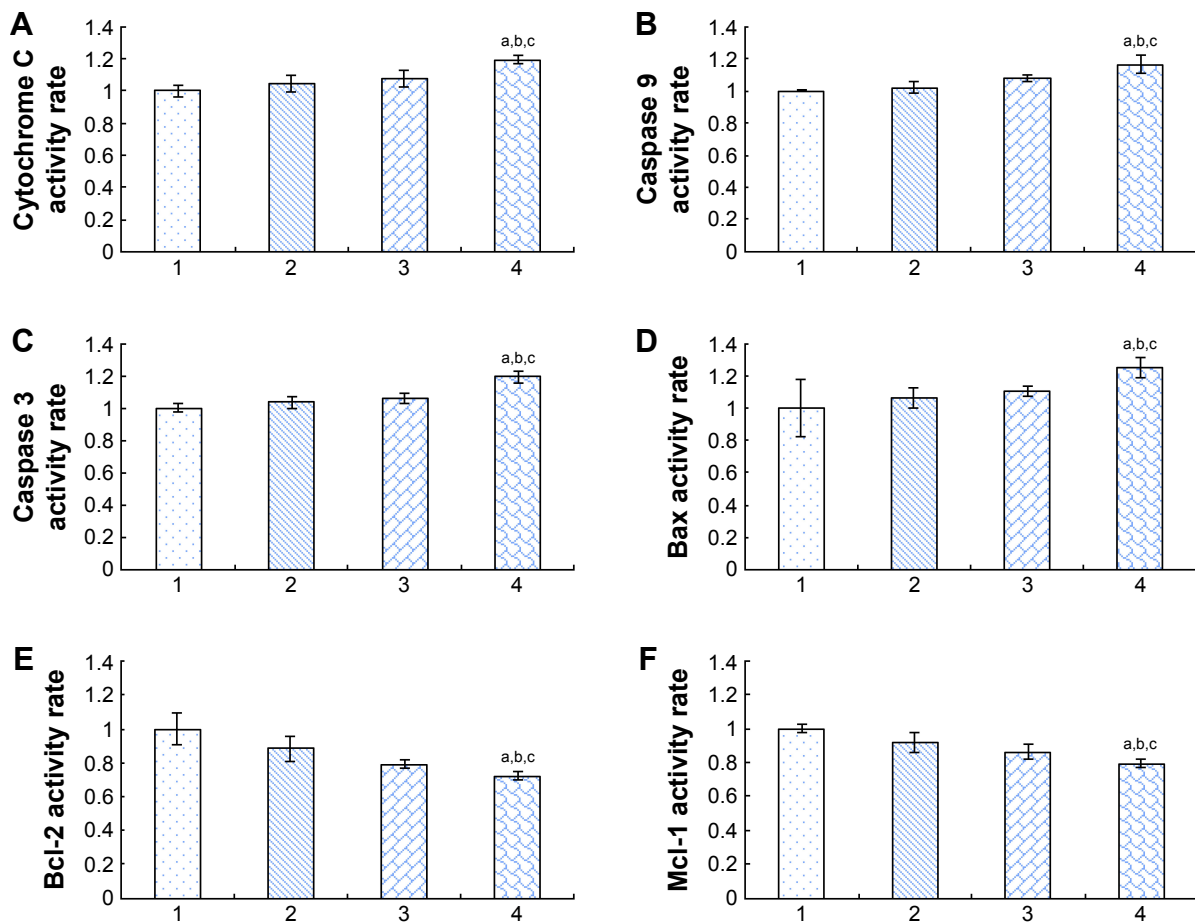 A
Cytochrome C
activity rate
1.4
1.2
1
0.8
0.6
0.4
0.2
0
a,b,c
1 2 3 4
B
Caspase 9
activity rate
1.4
1.2
1
0.8
0.6
0.4
0.2
0
a,b,c
1 2 3 4
C
Caspase 3
activity rate
1.4
1.2
1
0.8
0.6
0.4
0.2
0
a,b,c
1 2 3 4
D
Bax activity rate
1.4
1.2
1
0.8
0.6
0.4
0.2
0
a,b,c
1 2 3 4
E
Bcl-2 activity rate
1.4
1.2
1
0.8
0.6
0.4
0.2
0
a,b,c
1 2 3 4
F
Mcl-1 activity rate
1.4
1.2
1
0.8
0.6
0.4
0.2
0
a,b,c
1 2 3 4